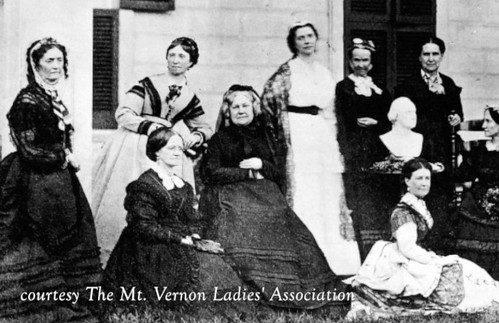 courtesy The Mt. Vernon Ladies' Association